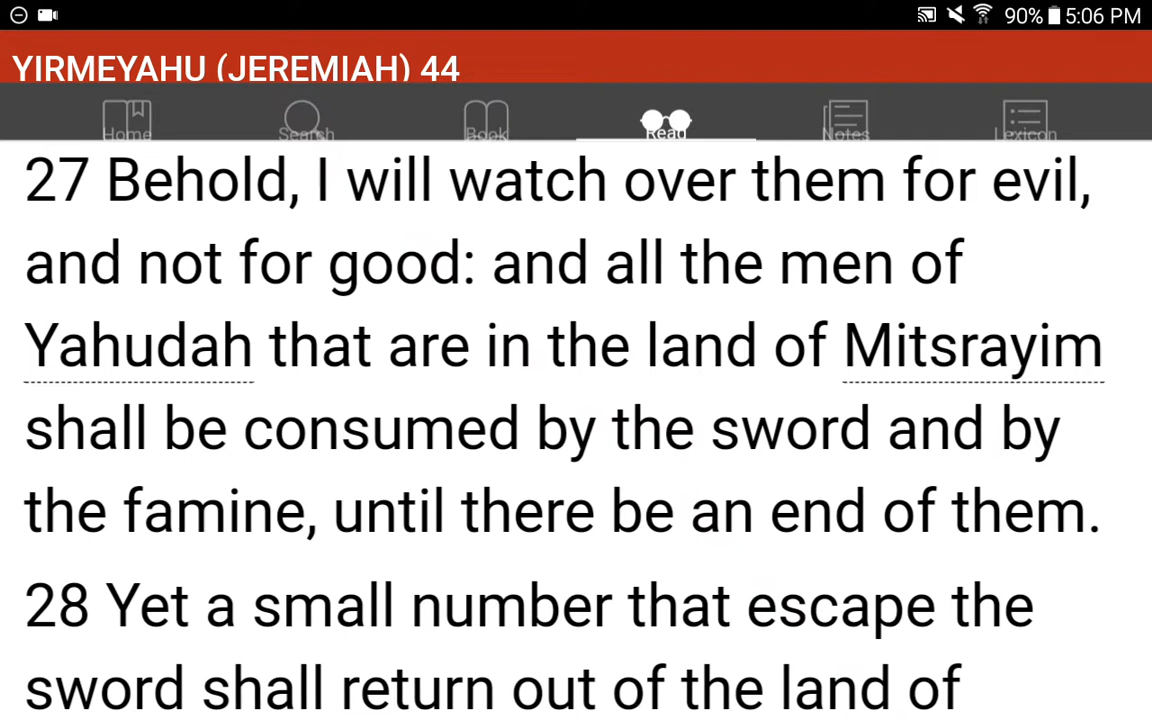 90% 5:06 PM
YIRMEYAHU (JEREMIAH) 44
Home Search Book Read Notes Lexicon
27 Behold, I will watch over them for evil,
and not for good: and all the men of
Yahudah that are in the land of Mitsrayim
shall be consumed by the sword and by
the famine, until there be an end of them.
28 Yet a small number that escape the
sword shall return out of the land of